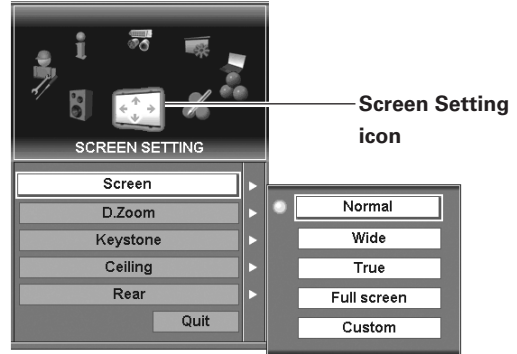 Screen Setting
icon
SCREEN SETTING
Screen
D.Zoom
Keystone
Ceiling
Rear
Quit
Normal
Wide
True
Full screen
Custom